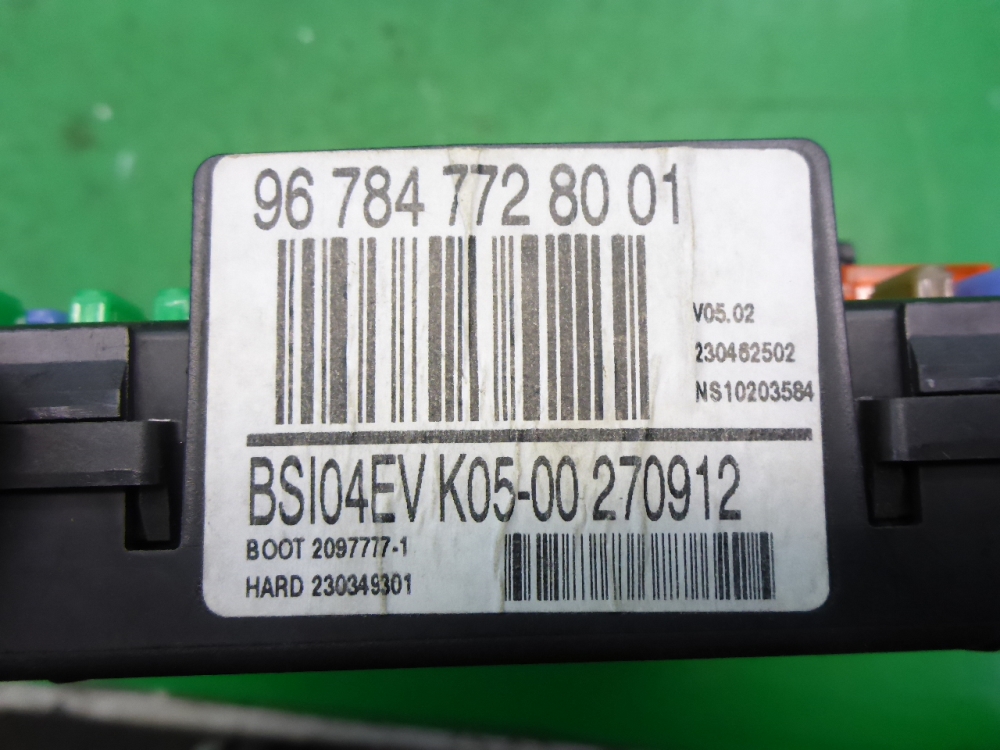 96 784 772 80 01
V05.02
230462502
NS10203584
BSI04EV K05-00 270912
BOOT 2097777-1
HARD 230349301